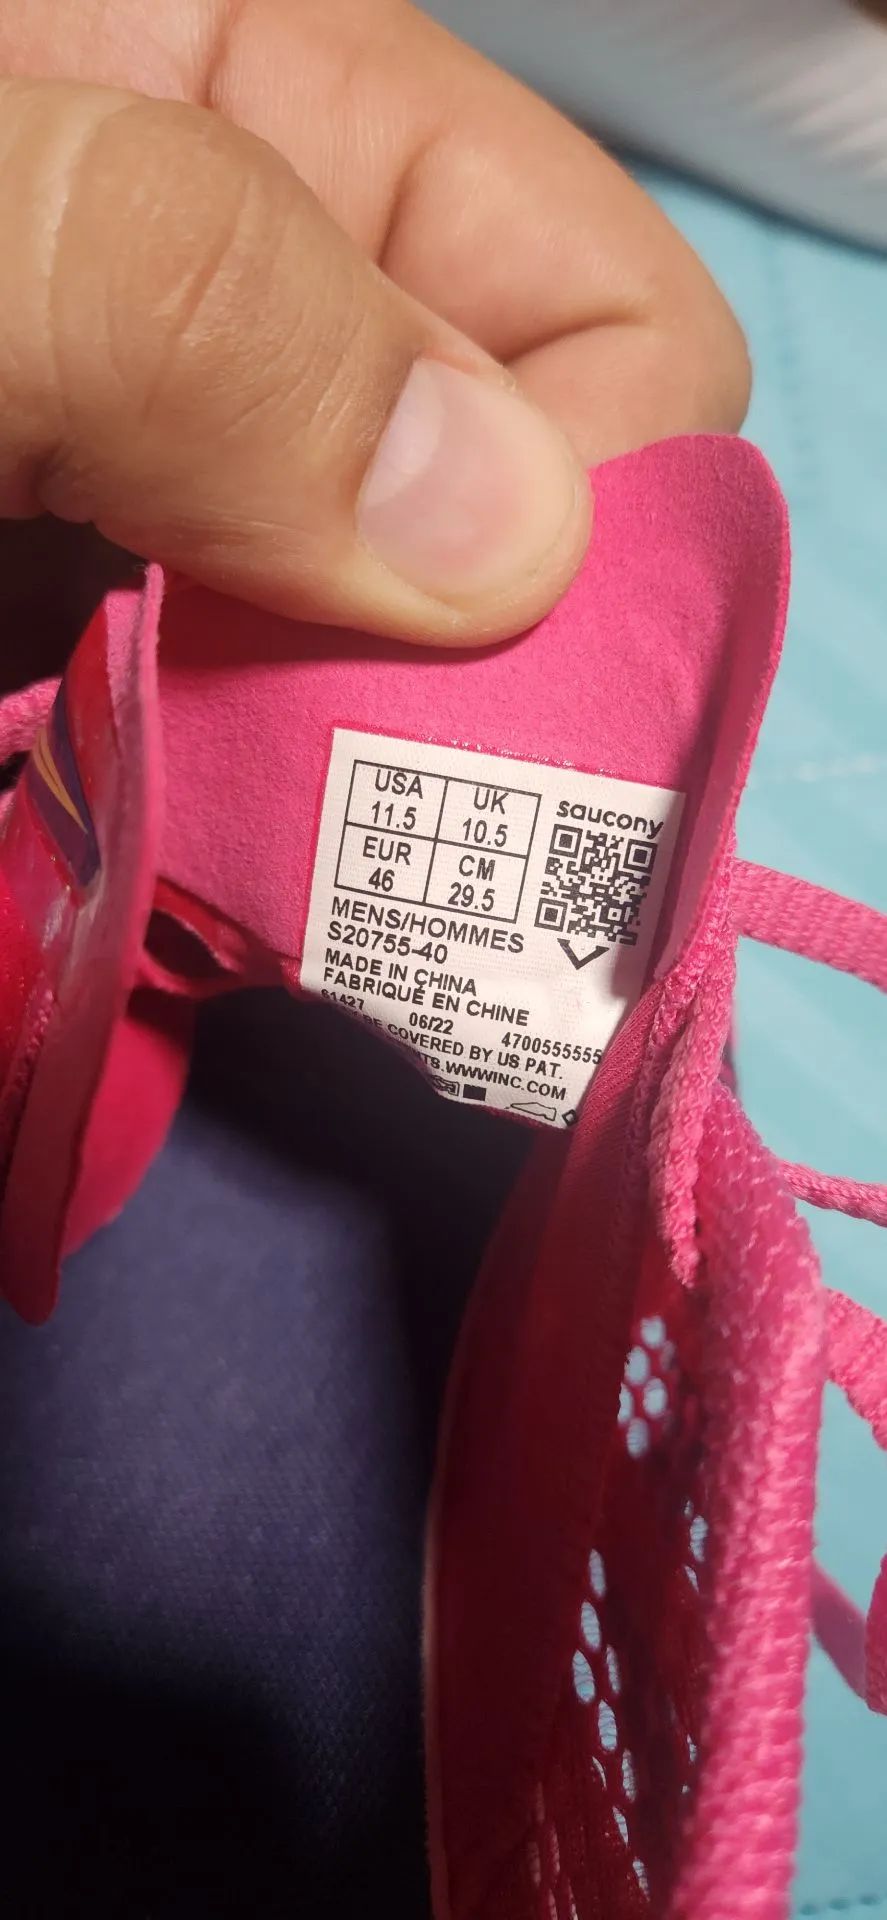 USA
11.5
UK
10.5
EUR
46
CM
29.5
saucony
MENS/HOMMES
S20755-40
MADE IN CHINA
FABRIQUÉ EN CHINE
61427 06/22 4700555555
BE COVERED BY US PAT.
.WWWINC.COM